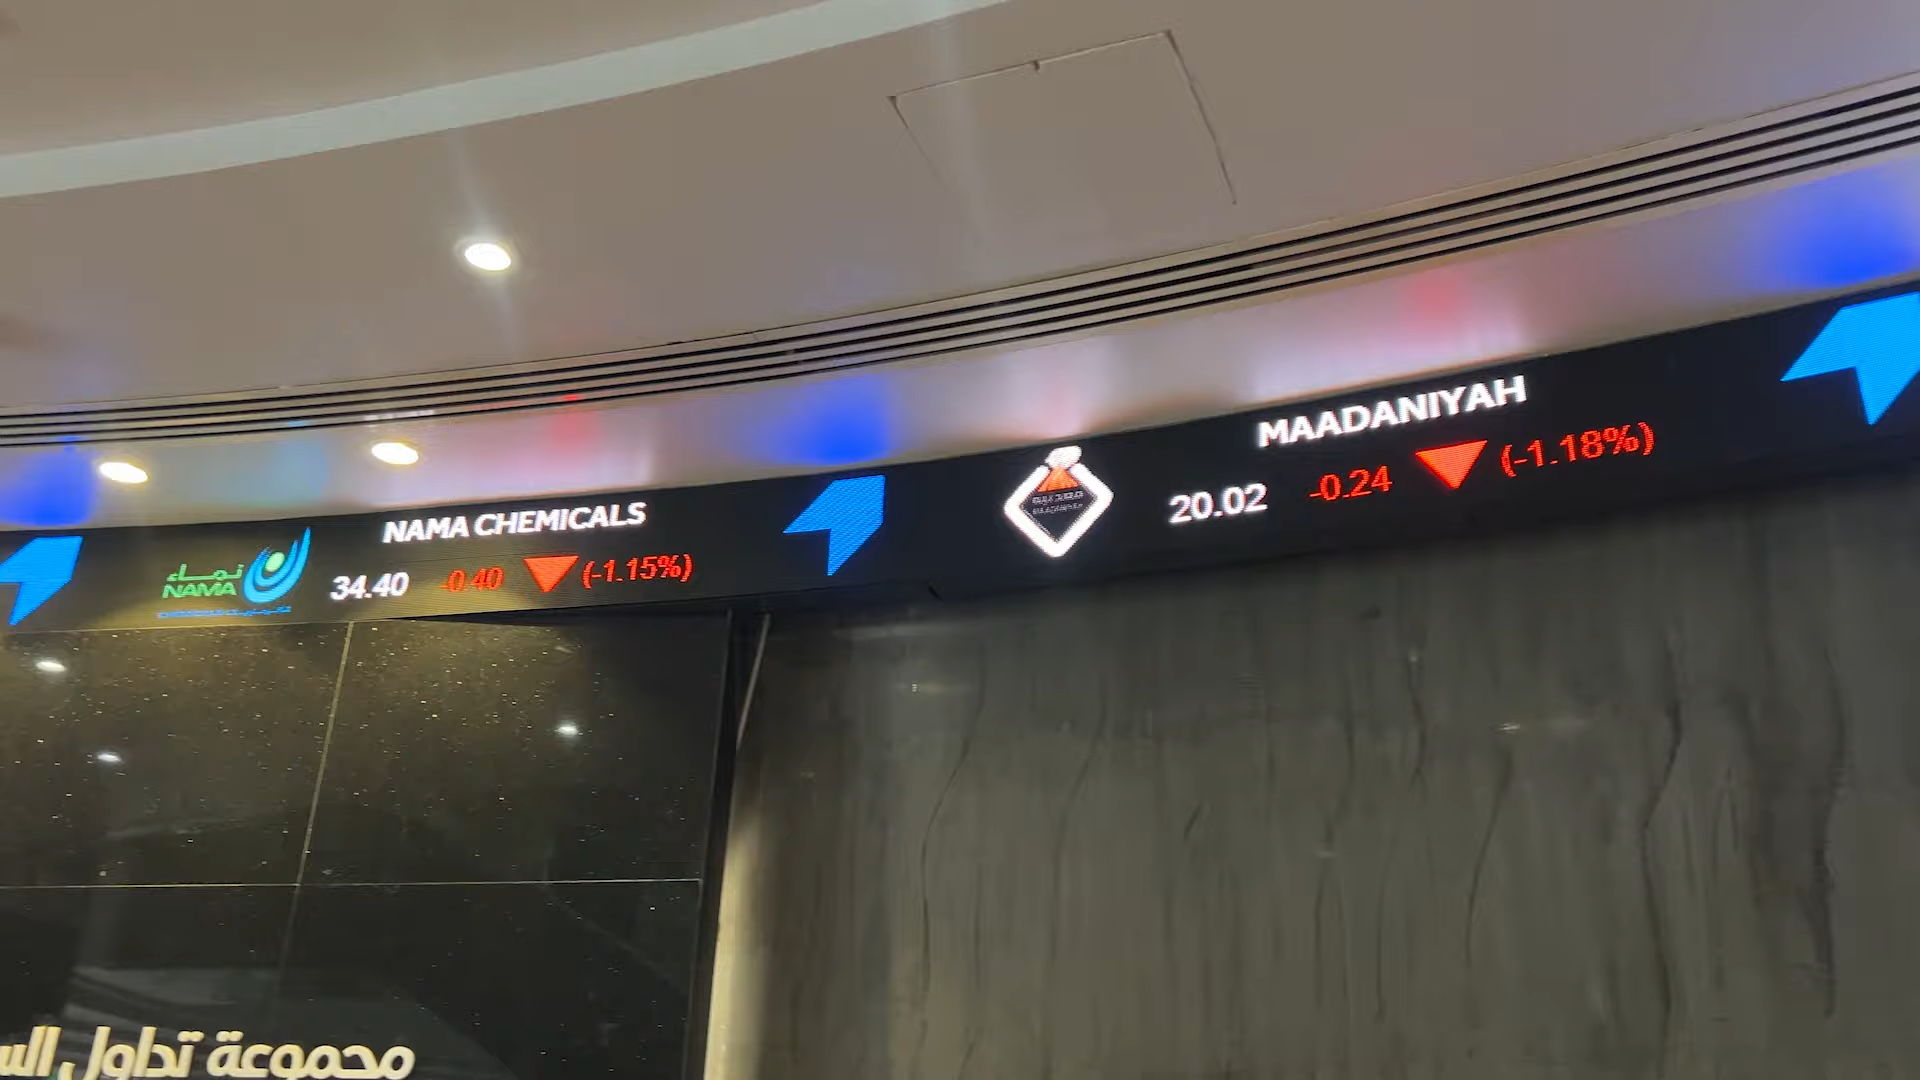 نماء
NAMA
NAMA CHEMICALS
34.40 -0.40 (-1.15%)
MAADANIYAH
20.02 -0.24 (-1.18%)
مجموعة تداول